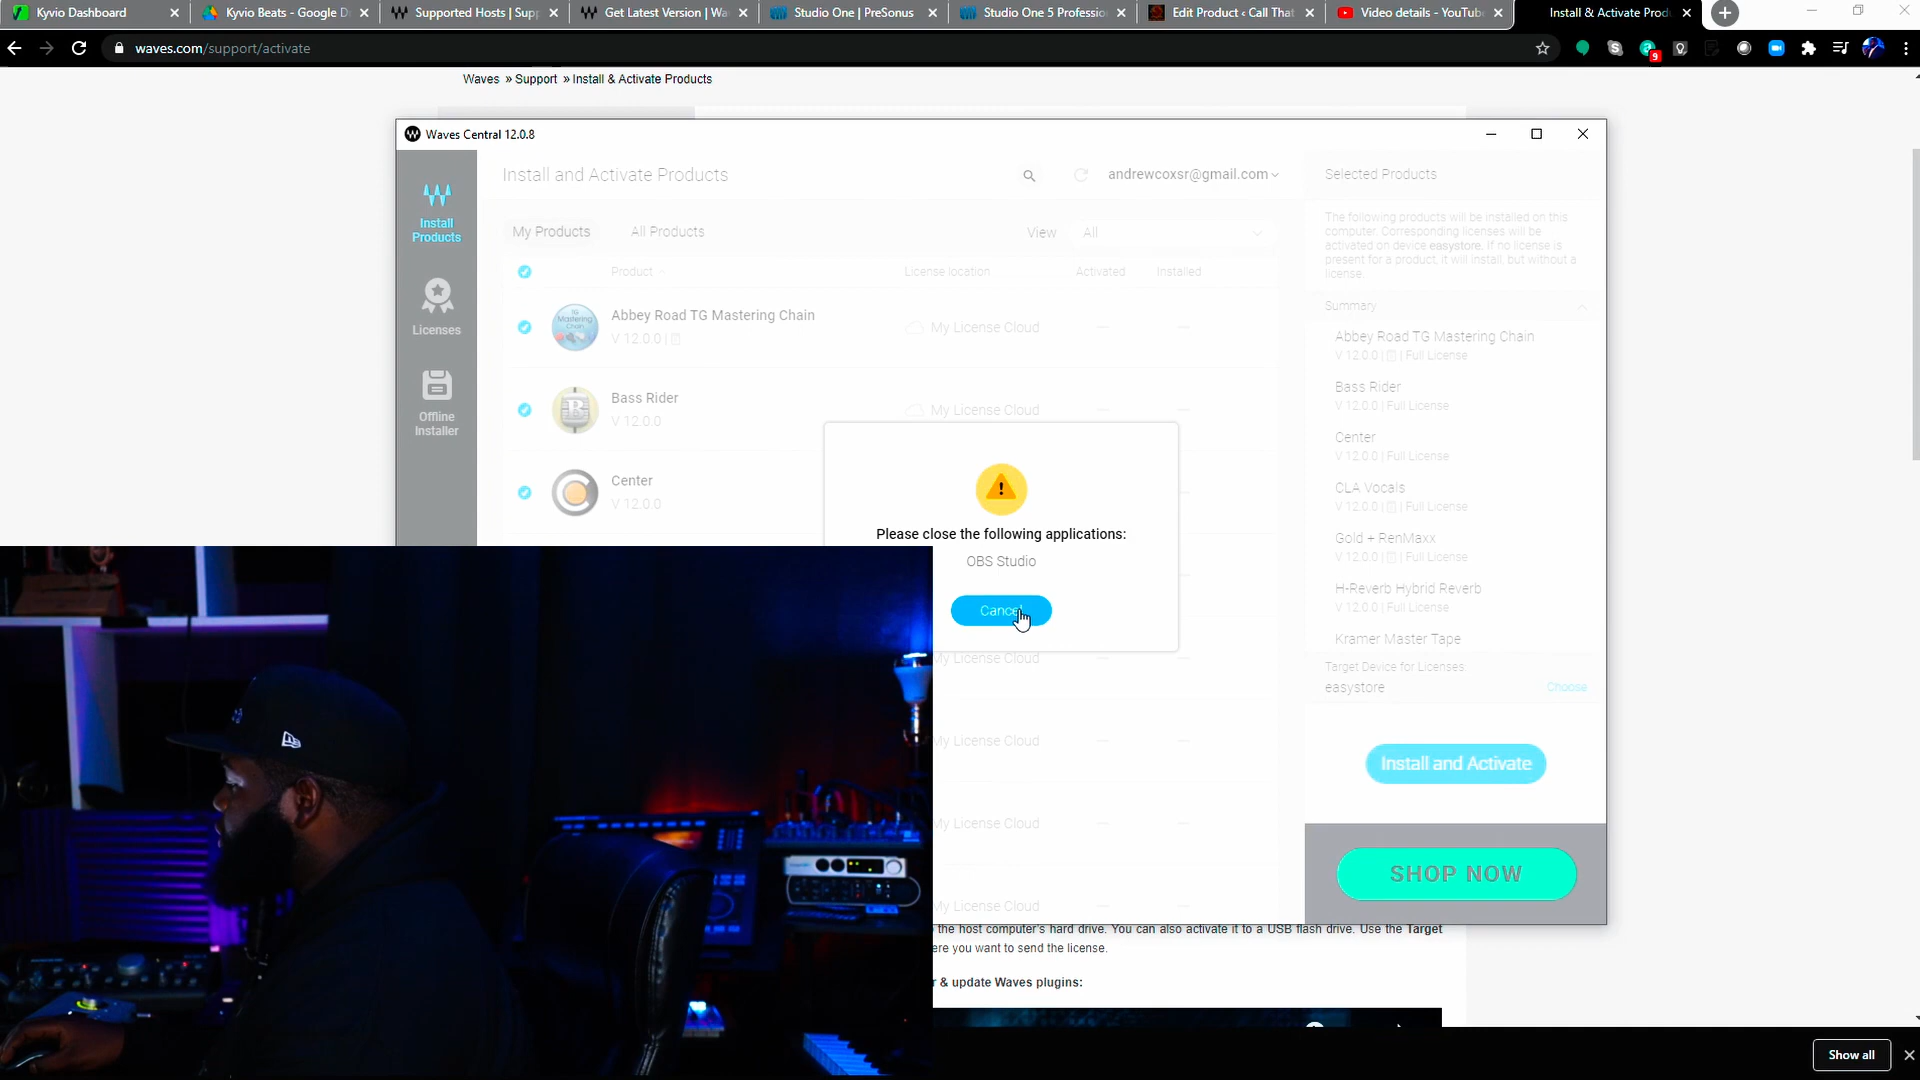 Kyvio Dashboard
Kyvio Beats - Google D
Supported Hosts | Supp
Get Latest Version | Wa
Studio One | PreSonus
Studio One 5 Professio
Edit Product ‹ Call That
Video details - YouTube
Install & Activate Produ
waves.com/support/activate
9
Waves » Support » Install & Activate Products
Waves Central 12.0.8
Install Products
Licenses
Offline Installer
Install and Activate Products
andrewcoxsr@gmail.com
My Products All Products View All
Product License location Activated Installed
Abbey Road TG Mastering Chain
V 12.0.0 |
My License Cloud
TG Mastering Chain
Bass Rider
V 12.0.0
My License Cloud
Center
V 12.0.0
Please close the following applications:
OBS Studio
Cancel
My License Cloud
My License Cloud
My License Cloud
My License Cloud
Selected Products
The following products will be installed on this
computer. Corresponding licenses will be
activated on device easystore. If no license is
present for a product, it will install, but without a
license.
Summary
Abbey Road TG Mastering Chain
V 12.0.0 | | Full License
Bass Rider
V 12.0.0 | Full License
Center
V 12.0.0 | Full License
CLA Vocals
V 12.0.0 | | Full License
Gold + RenMaxx
V 12.0.0 | | Full License
H-Reverb Hybrid Reverb
V 12.0.0 | Full License
Kramer Master Tape
Target Device for Licenses:
easystore Choose
Install and Activate
SHOP NOW
the host computer's hard drive. You can also activate it to a USB flash drive. Use the Target
ere you want to send the license.
r & update Waves plugins:
Show all